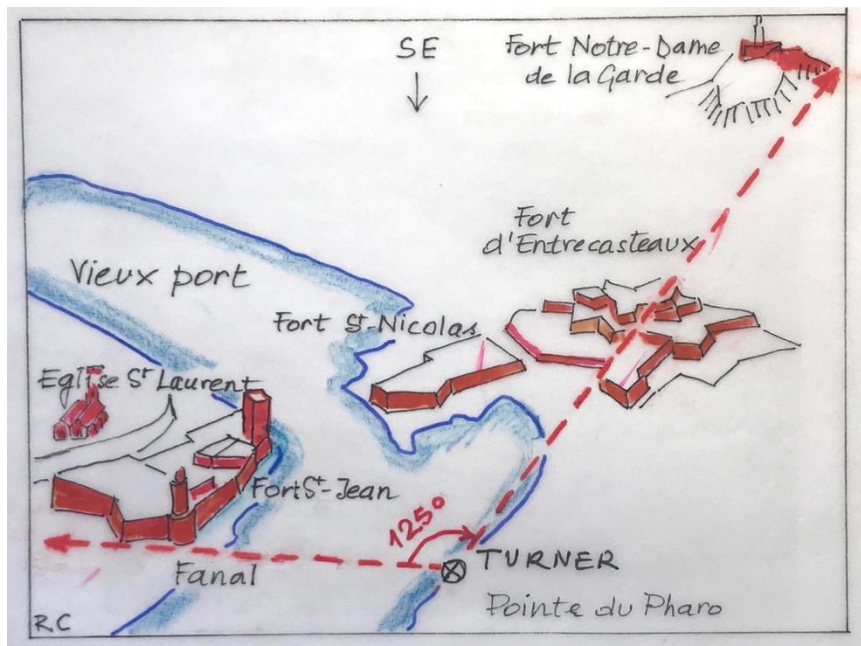 SE
Fort Notre-Dame
de la Garde
Fort
d'Entrecasteaux
Vieux port
Fort St-Nicolas
Eglise St Laurent
Fort St-Jean
125°
TURNER
Fanal
Pointe du Pharo
R.C